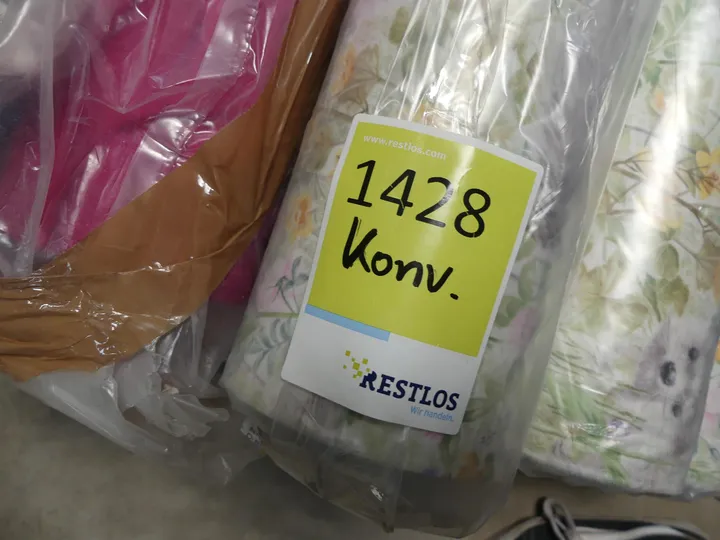 www.restlos.com
1428
Konv.
RESTLOS
Wir handeln.